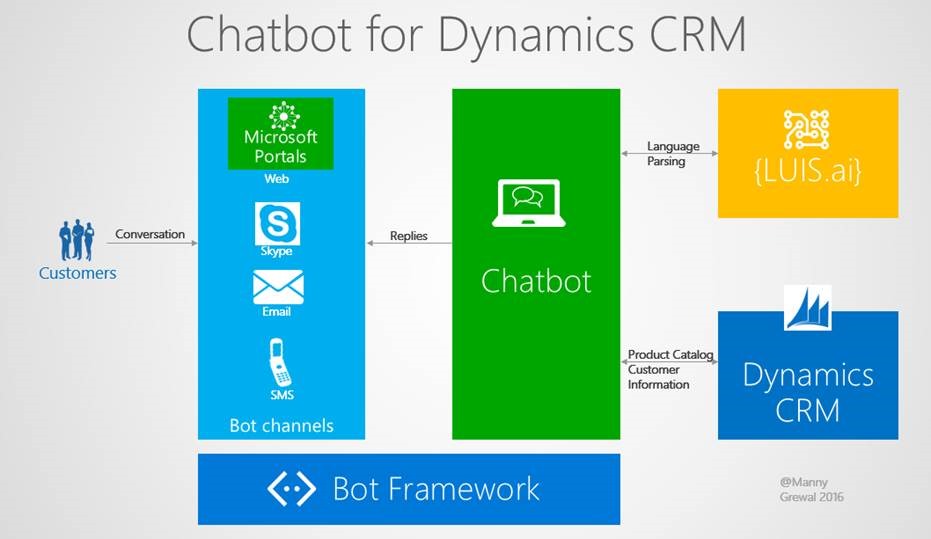 Chatbot for Dynamics CRM
Microsoft
Portals
Web
Skype
Email
SMS
Bot channels
Customers
Conversation
Replies
Chatbot
Language
Parsing
{LUIS.ai}
Product Catalog
Customer
Information
Dynamics
CRM
Bot Framework
@Manny
Grewal 2016